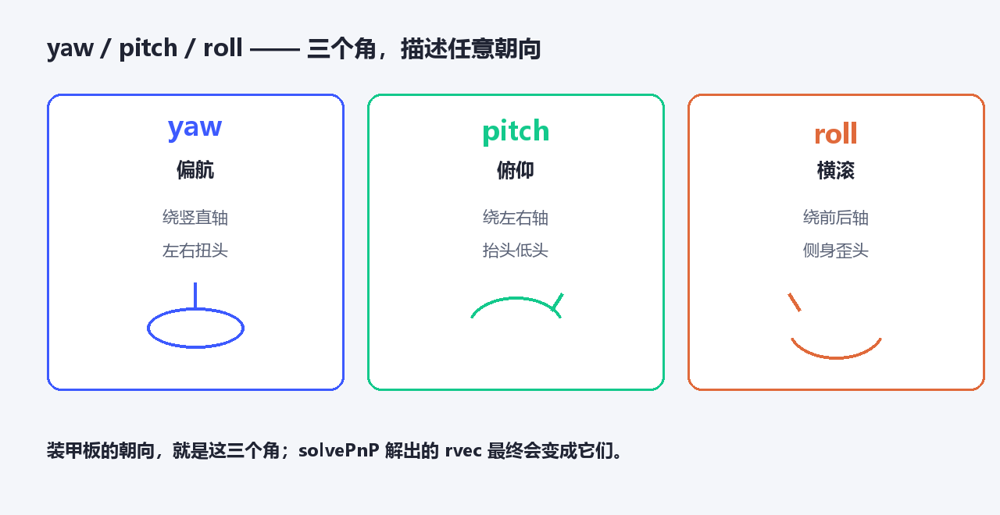 yaw / pitch / roll —— 三个角，描述任意朝向
yaw
偏航
绕竖直轴
左右扭头
pitch
俯仰
绕左右轴
抬头低头
roll
横滚
绕前后轴
侧身歪头
装甲板的朝向，就是这三个角；solvePnP 解出的 rvec 最终会变成它们。